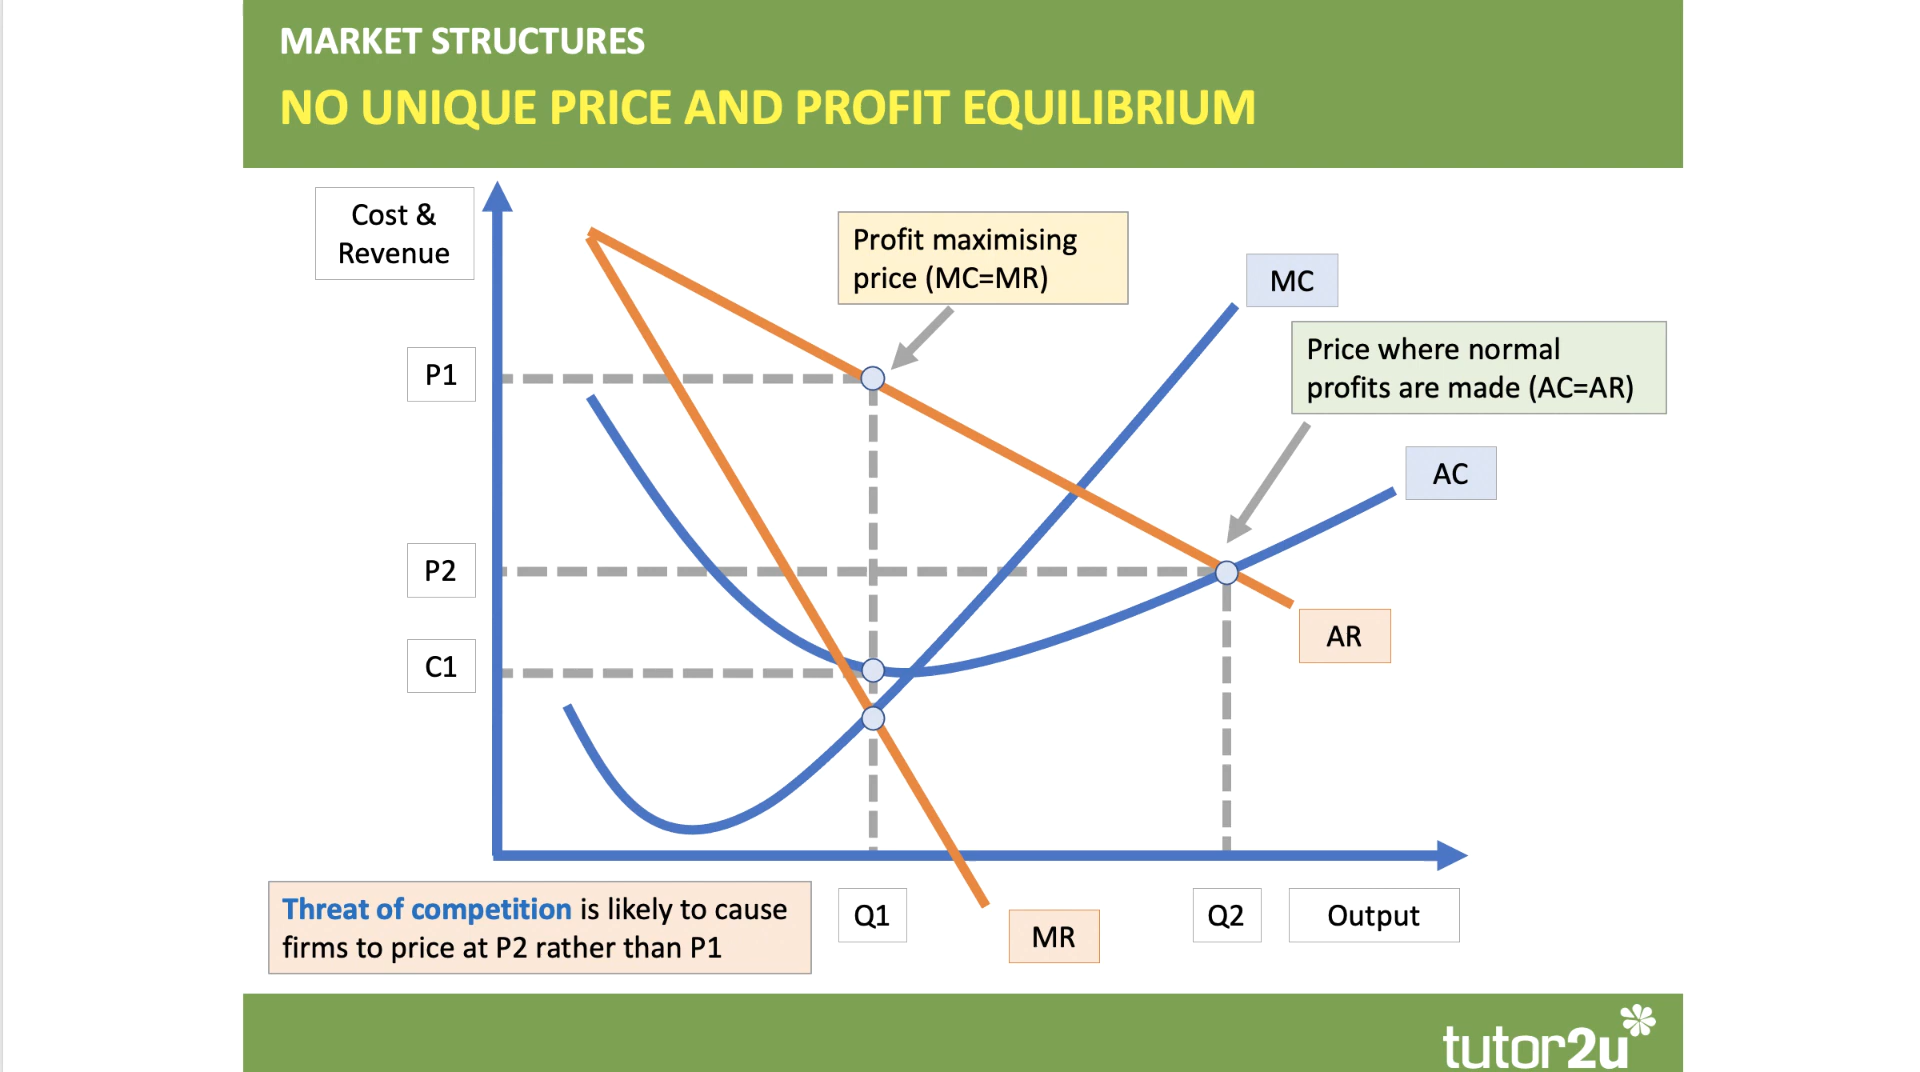 MARKET STRUCTURES
NO UNIQUE PRICE AND PROFIT EQUILIBRIUM
Cost &
Revenue
Profit maximising
price (MC=MR)
MC
Price where normal
profits are made (AC=AR)
P1
AC
P2
AR
C1
Threat of competition is likely to cause
firms to price at P2 rather than P1
Q1
MR
Q2
Output
tutor2u